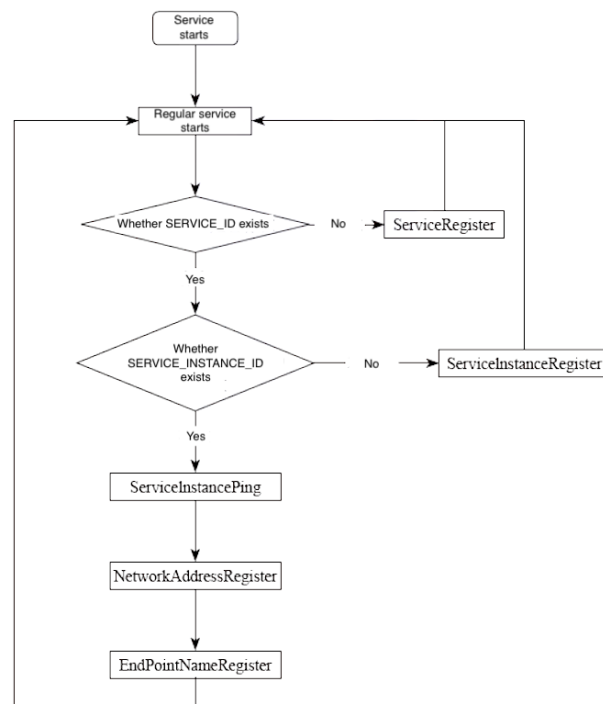 Service
starts
Regular service
starts
Whether SERVICE_ID exists
No
ServiceRegister
Yes
Whether
SERVICE_INSTANCE_ID
exists
No
ServiceInstanceRegister
Yes
ServiceInstancePing
NetworkAddressRegister
EndPointNameRegister